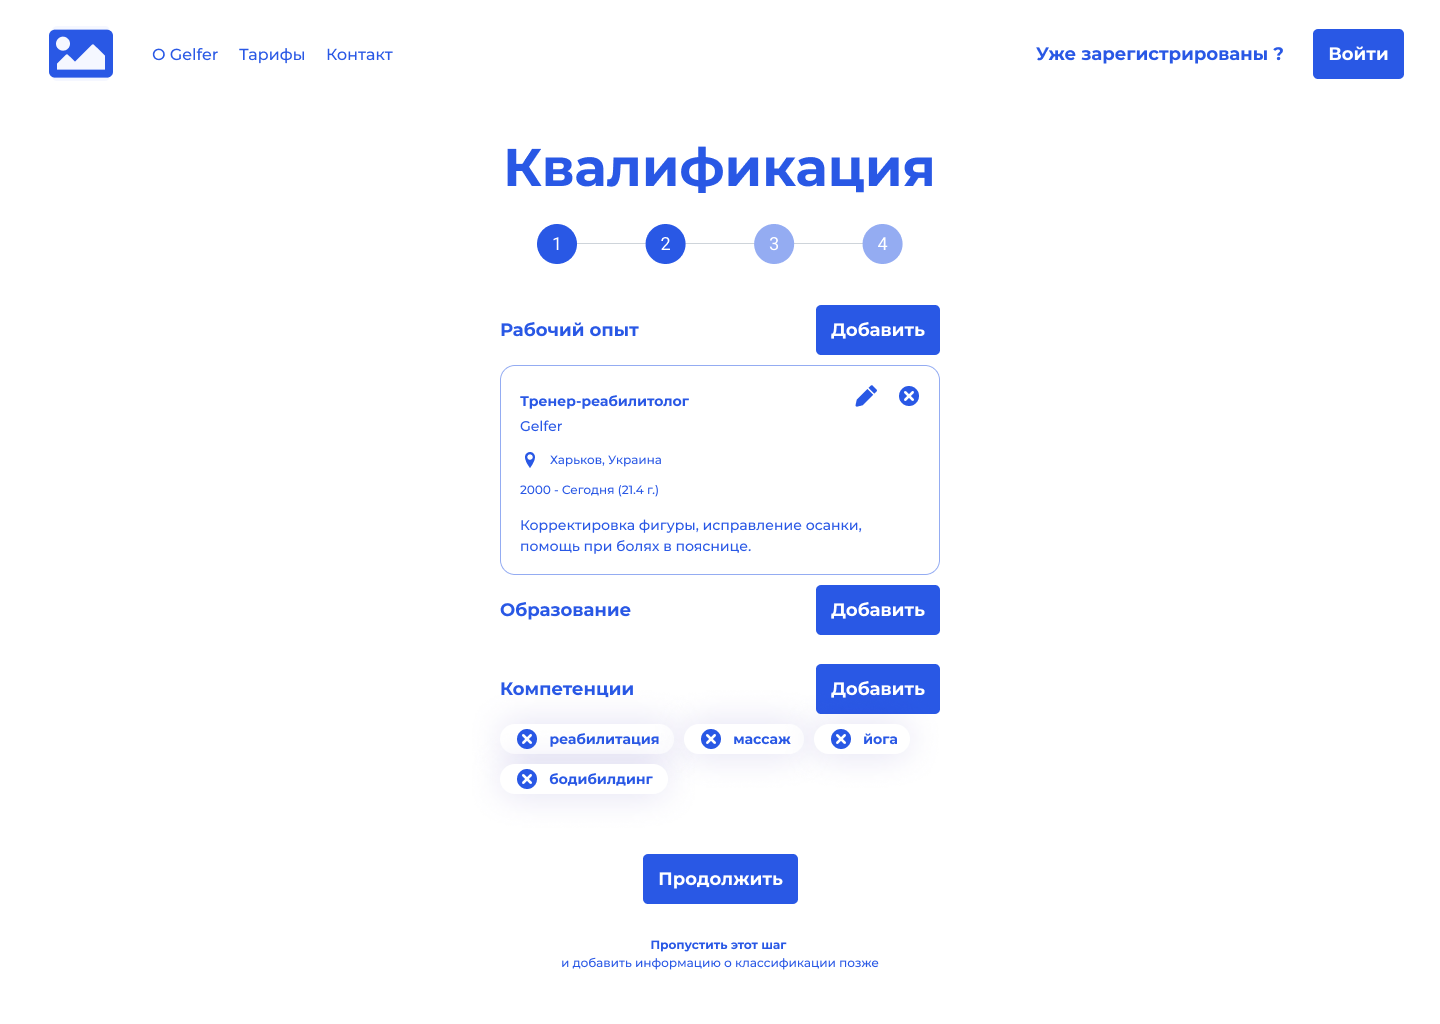 О Gelfer Тарифы Контакт Уже зарегистрированы ? Войти
Квалификация
1 2 3 4
Рабочий опыт Добавить
Тренер-реабилитолог
Gelfer
Харьков, Украина
2000 - Сегодня (21.4 г.)
Корректировка фигуры, исправление осанки,
помощь при болях в пояснице.
Образование Добавить
Компетенции Добавить
реабилитация массаж йога
бодибилдинг
Продолжить
Пропустить этот шаг
и добавить информацию о классификации позже